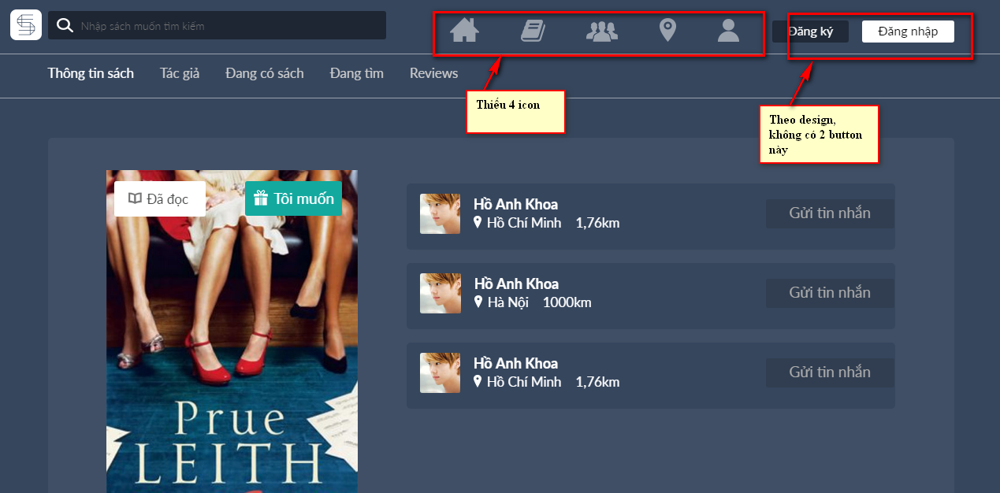 Nhập sách muốn tìm kiếm
Đăng ký
Đăng nhập
Thông tin sách
Tác giả
Đang có sách
Đang tìm
Reviews
Thiếu 4 icon
Theo design,
không có 2 button
này
Đã đọc
Tôi muốn
Hồ Anh Khoa
Hồ Chí Minh 1,76km
Gửi tin nhắn
Hồ Anh Khoa
Hà Nội 1000km
Gửi tin nhắn
Hồ Anh Khoa
Hồ Chí Minh 1,76km
Gửi tin nhắn
Prue
LEITH